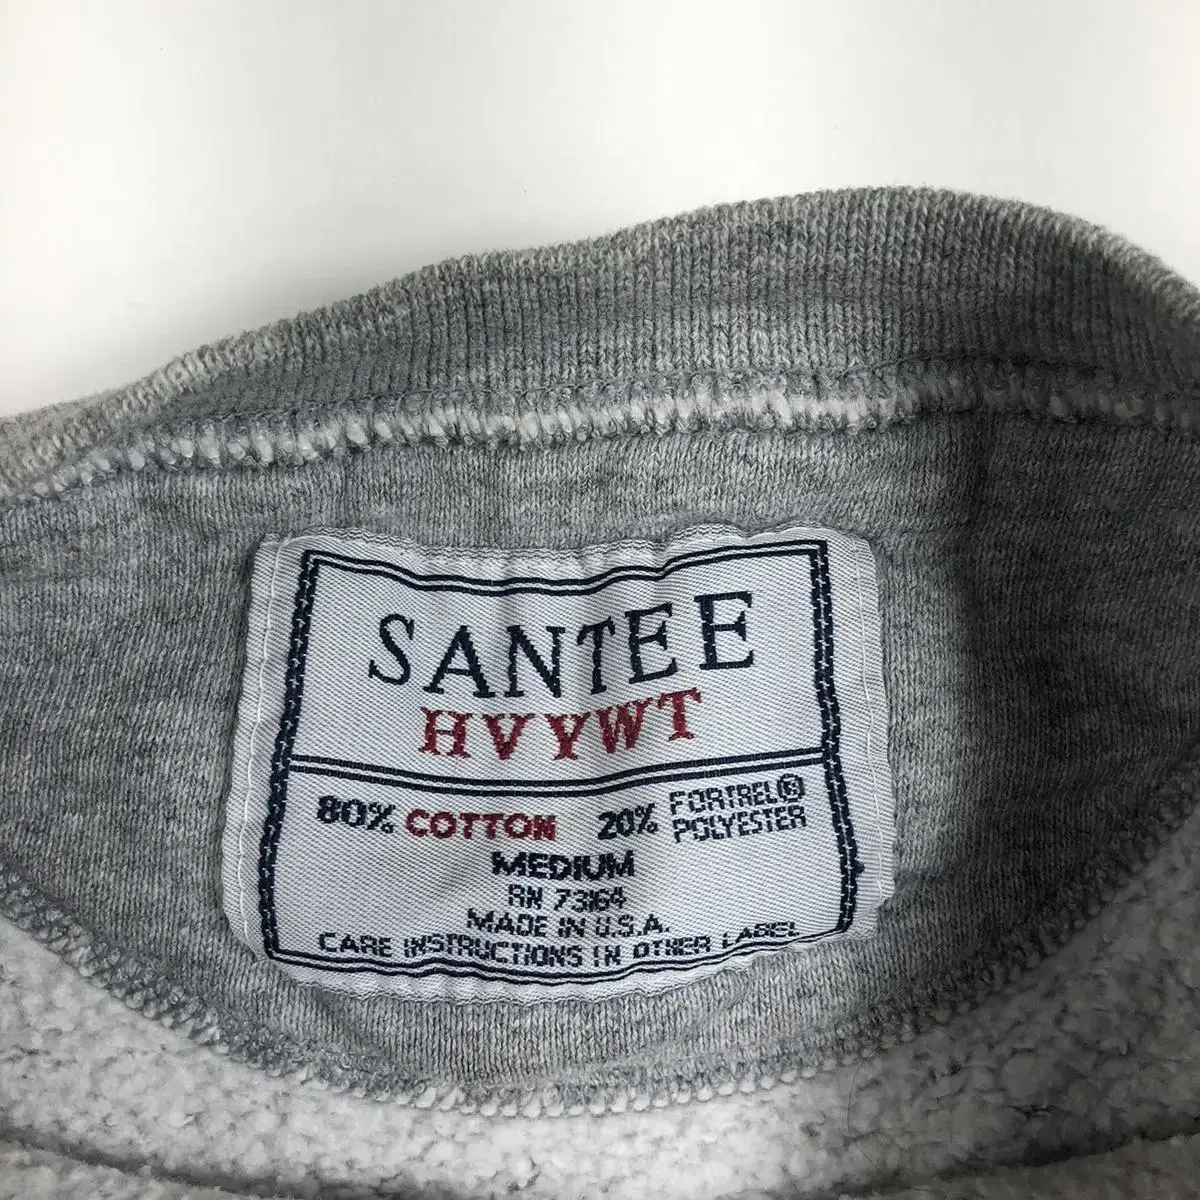 SANTEE
HVYWT
80% COTTON 20% FORTREL®
POLYESTER
MEDIUM
RN 73164
MADE IN U.S.A.
CARE INSTRUCTIONS IN OTHER LABEL